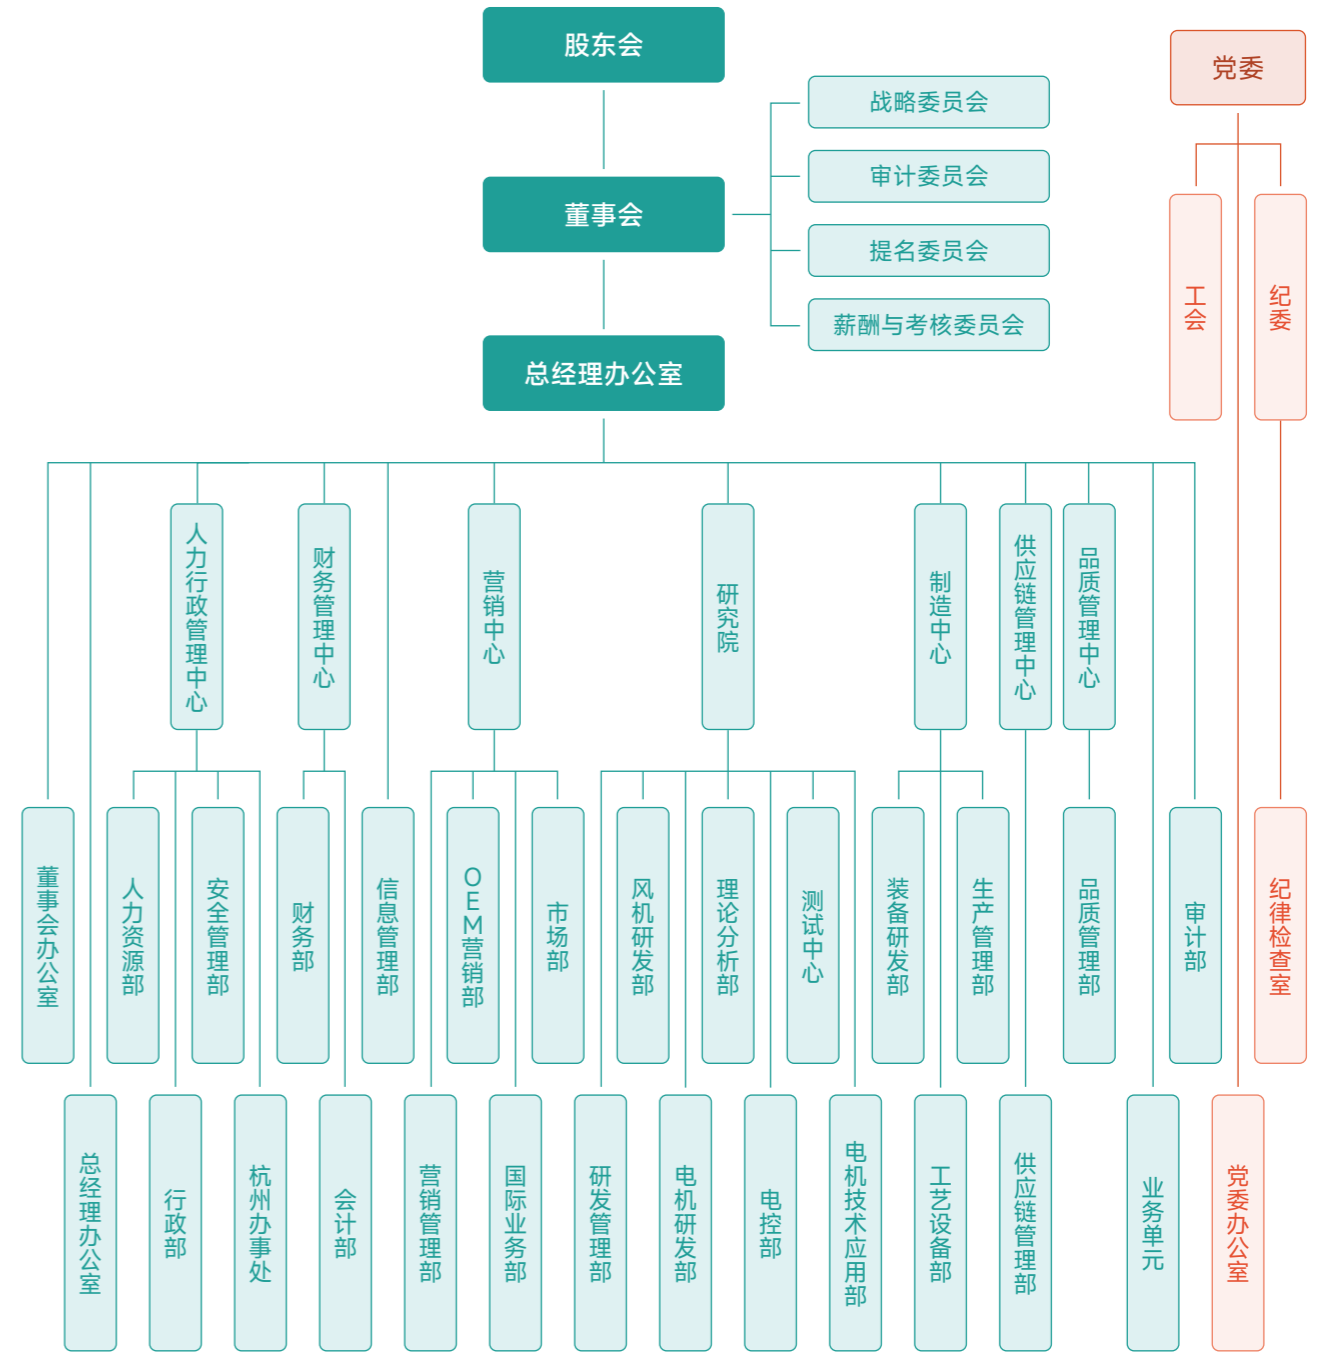 股东会
党委
战略委员会
审计委员会
董事会
提名委员会
薪酬与考核委员会
工会
纪委
总经理办公室
人力行政管理中心
财务管理中心
营销中心
研究院
制造中心
供应链管理中心
品质管理中心
董事会办公室
人力资源部
安全管理部
财务部
信息管理部
OEM营销部
市场部
风机研发部
理论分析部
测试中心
装备研发部
生产管理部
品质管理部
审计部
纪律检查室
总经理办公室
行政部
杭州办事处
会计部
营销管理部
国际业务部
研发管理部
电机研发部
电控部
电机技术应用部
工艺设备部
供应链管理部
业务单元
党委办公室